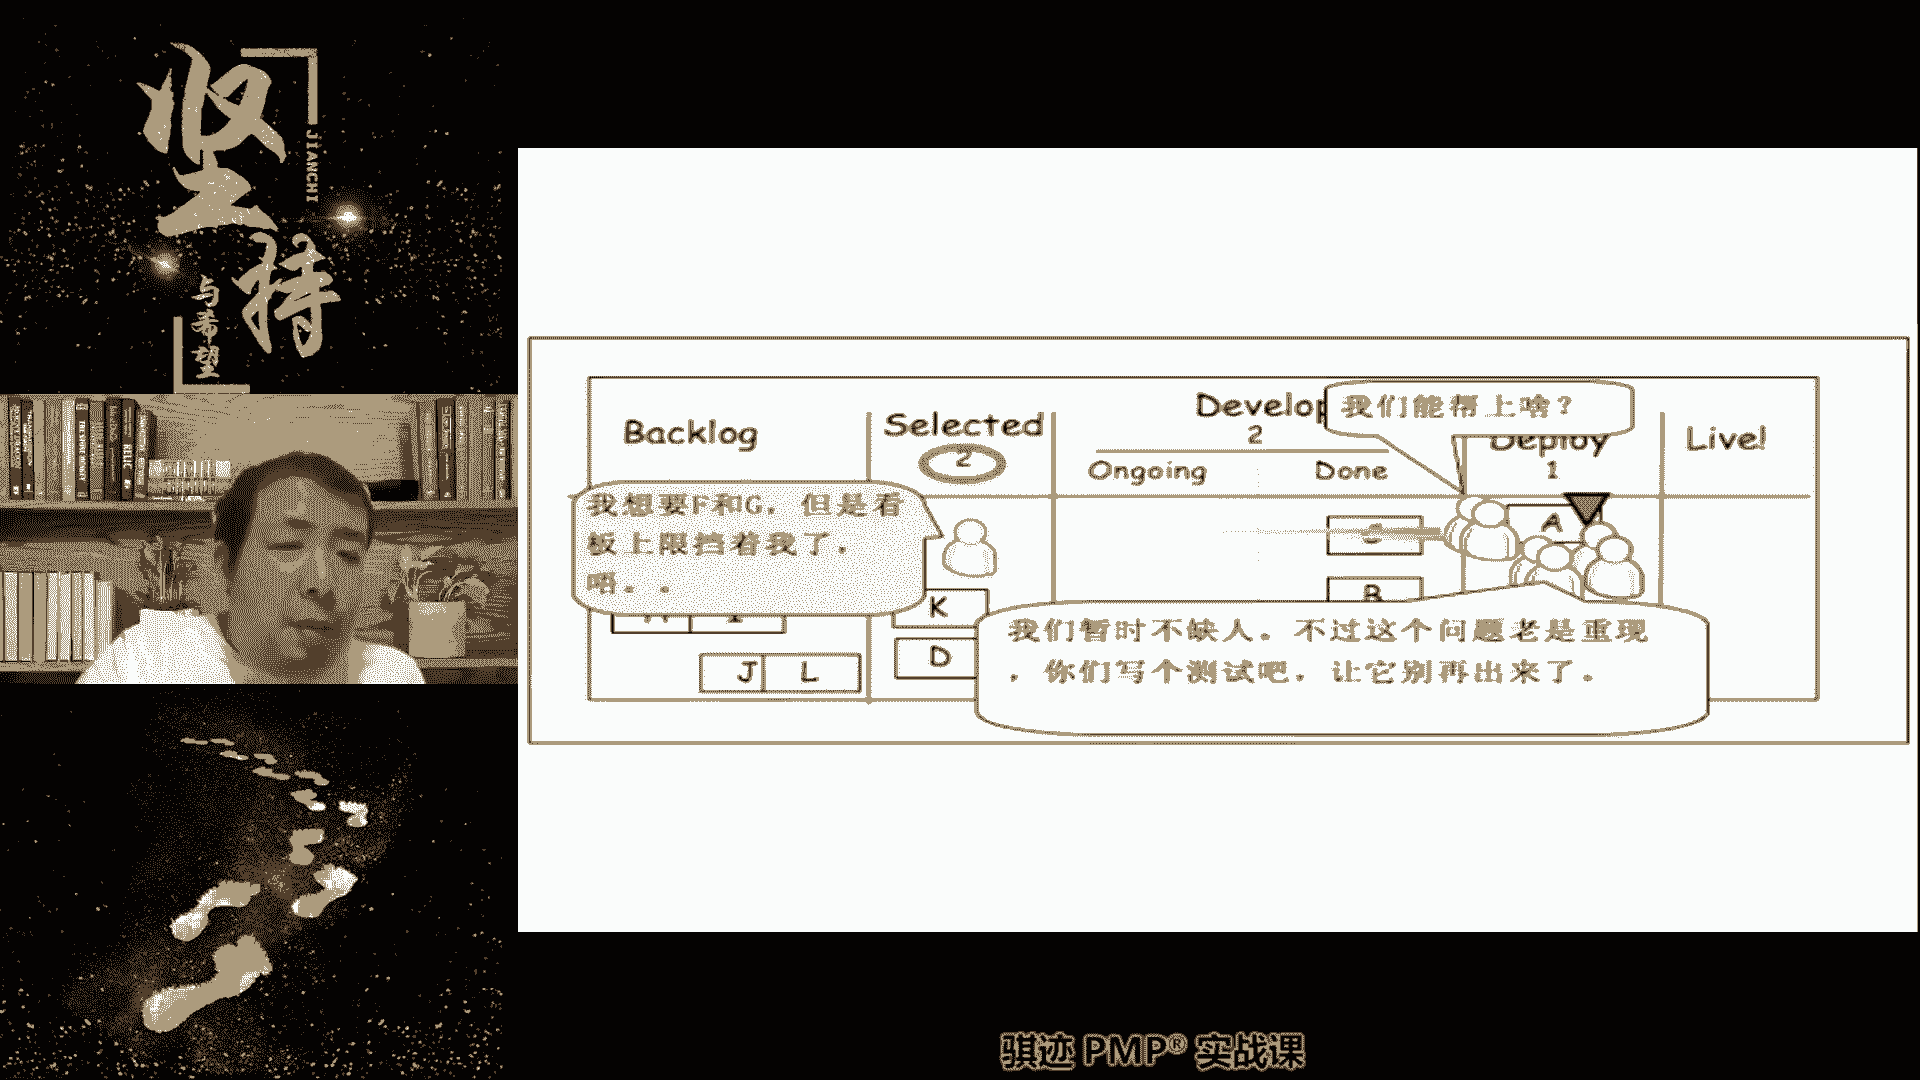 坚持
JIANCHI
与希望
Backlog
Selected
2
Develop
2
Ongoing
Done
我们能帮上啥？
Deploy
1
Live!
我想要F和G，但是看
板上限挡着我了，
吧。。
A
B
K
D
J
L
我们暂时不缺人。不过这个问题老是重现
，你们写个测试吧，让它别再出来了。
骐迹 PMP® 实战课